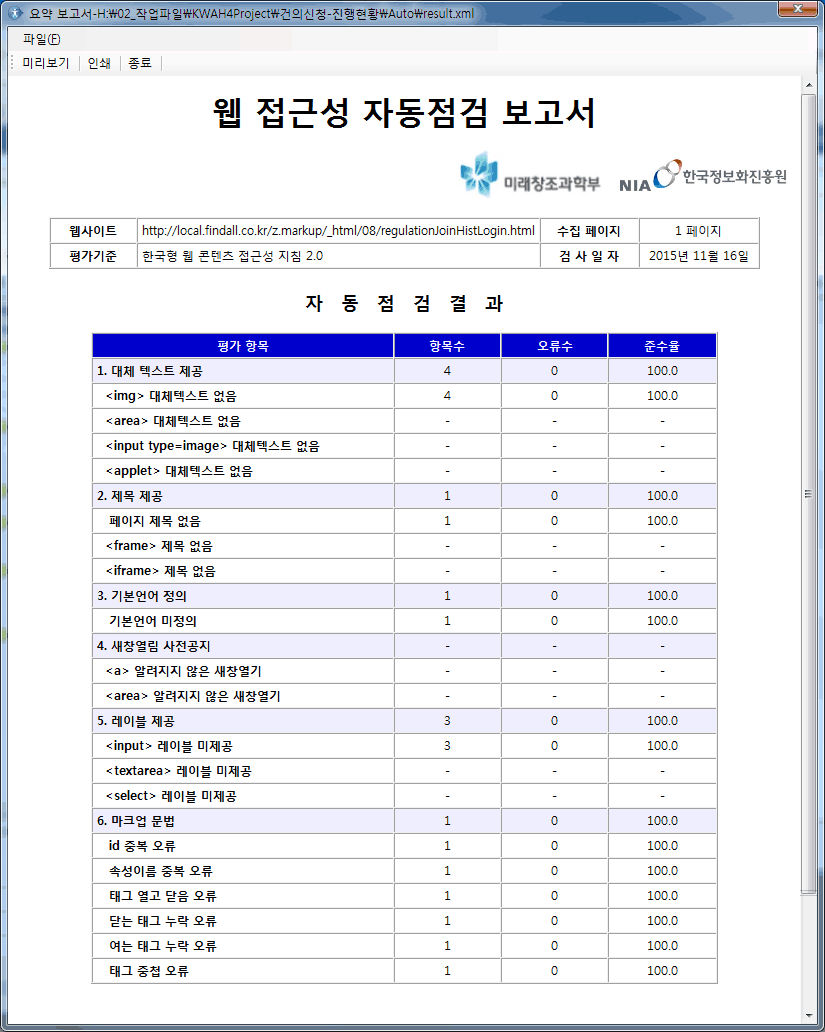 요약 보고서-H:\02_작업파일\KWAH4Project\건의신청-진행현황\Auto\result.xml
파일(F)
미리보기 인쇄 종료
웹 접근성 자동점검 보고서
미래창조과학부 NIA 한국정보화진흥원
웹사이트 http://local.findall.co.kr/z.markup/_html/08/regulationJoinHistLogin.html 수집 페이지 1 페이지
평가기준 한국형 웹 콘텐츠 접근성 지침 2.0 검 사 일 자 2015년 11월 16일
자 동 점 검 결 과
평가 항목 항목수 오류수 준수율
1. 대체 텍스트 제공 4 0 100.0
<img> 대체텍스트 없음 4 0 100.0
<area> 대체텍스트 없음 - - -
<input type=image> 대체텍스트 없음 - - -
<applet> 대체텍스트 없음 - - -
2. 제목 제공 1 0 100.0
페이지 제목 없음 1 0 100.0
<frame> 제목 없음 - - -
<iframe> 제목 없음 - - -
3. 기본언어 정의 1 0 100.0
기본언어 미정의 1 0 100.0
4. 새창열림 사전공지 - - -
<a> 알려지지 않은 새창열기 - - -
<area> 알려지지 않은 새창열기 - - -
5. 레이블 제공 3 0 100.0
<input> 레이블 미제공 3 0 100.0
<textarea> 레이블 미제공 - - -
<select> 레이블 미제공 - - -
6. 마크업 문법 1 0 100.0
id 중복 오류 1 0 100.0
속성이름 중복 오류 1 0 100.0
태그 열고 닫음 오류 1 0 100.0
닫는 태그 누락 오류 1 0 100.0
여는 태그 누락 오류 1 0 100.0
태그 중첩 오류 1 0 100.0